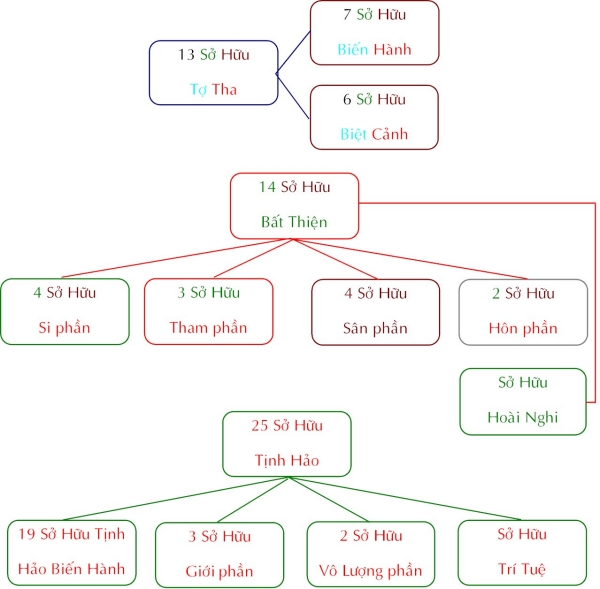 7 Sở Hữu
Biến Hành
13 Sở Hữu
Tợ Tha
6 Sở Hữu
Biệt Cảnh
14 Sở Hữu
Bất Thiện
4 Sở Hữu
Si phần
3 Sở Hữu
Tham phần
4 Sở Hữu
Sân phần
2 Sở Hữu
Hôn phần
Sở Hữu
Hoài Nghi
25 Sở Hữu
Tịnh Hảo
19 Sở Hữu Tịnh
Hảo Biến Hành
3 Sở Hữu
Giới phần
2 Sở Hữu
Vô Lượng phần
Sở Hữu
Trí Tuệ